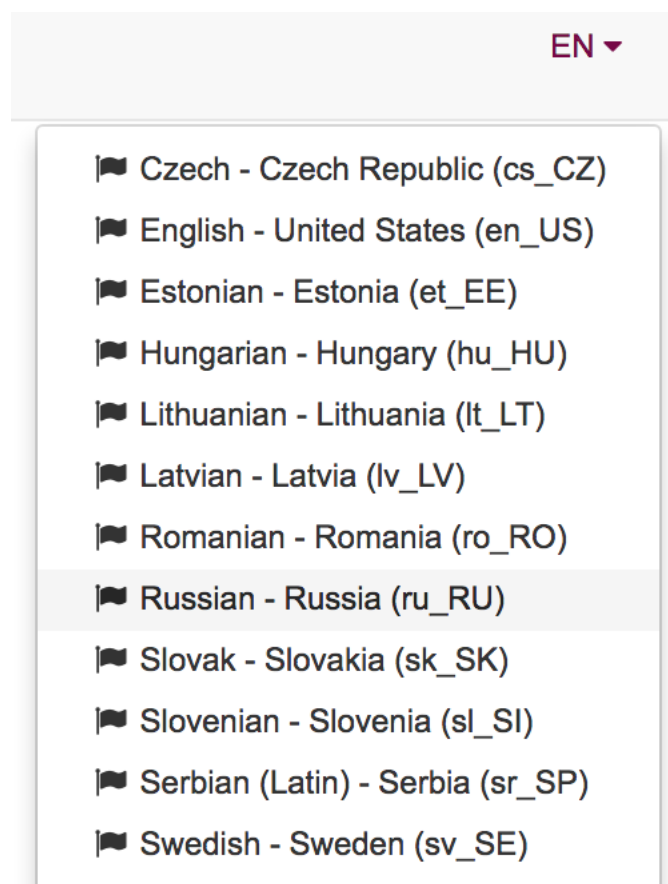 EN
Czech - Czech Republic (cs_CZ)
English - United States (en_US)
Estonian - Estonia (et_EE)
Hungarian - Hungary (hu_HU)
Lithuanian - Lithuania (lt_LT)
Latvian - Latvia (lv_LV)
Romanian - Romania (ro_RO)
Russian - Russia (ru_RU)
Slovak - Slovakia (sk_SK)
Slovenian - Slovenia (sl_SI)
Serbian (Latin) - Serbia (sr_SP)
Swedish - Sweden (sv_SE)